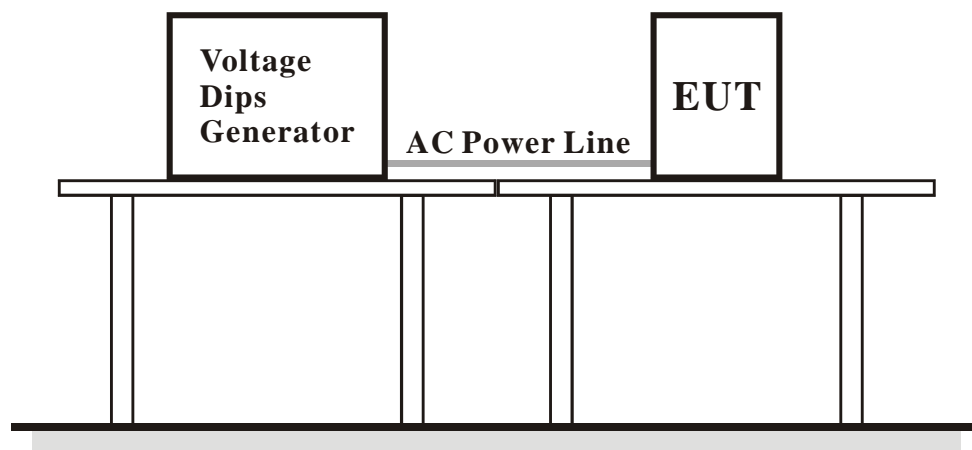 Voltage
Dips
Generator
AC Power Line
EUT